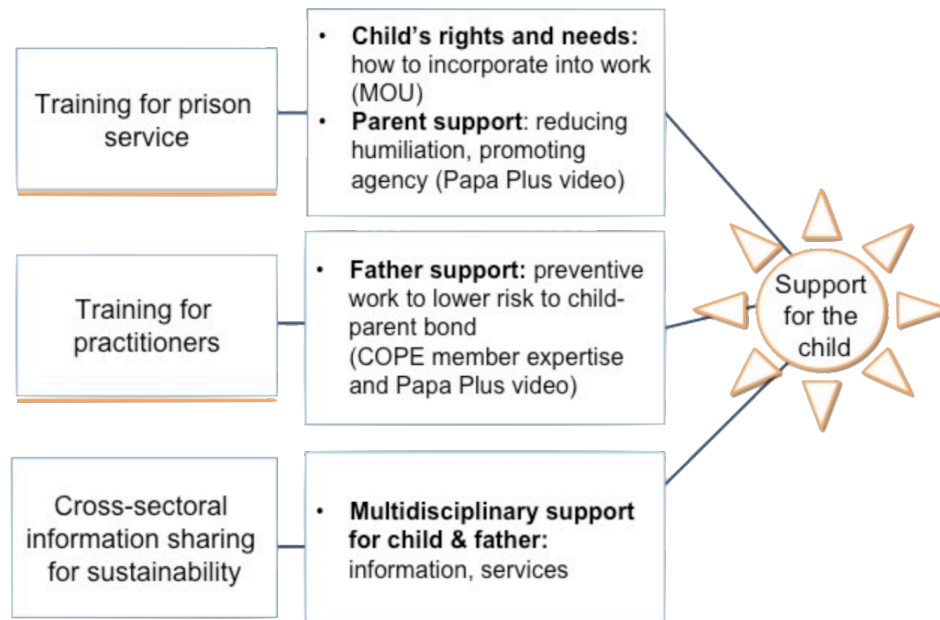 Training for prison
service
• Child's rights and needs:
how to incorporate into work
(MOU)
• Parent support: reducing
humiliation, promoting
agency (Papa Plus video)
Training for
practitioners
• Father support: preventive
work to lower risk to child-
parent bond
(COPE member expertise
and Papa Plus video)
Cross-sectoral
information sharing
for sustainability
• Multidisciplinary support
for child & father:
information, services
Support
for the
child